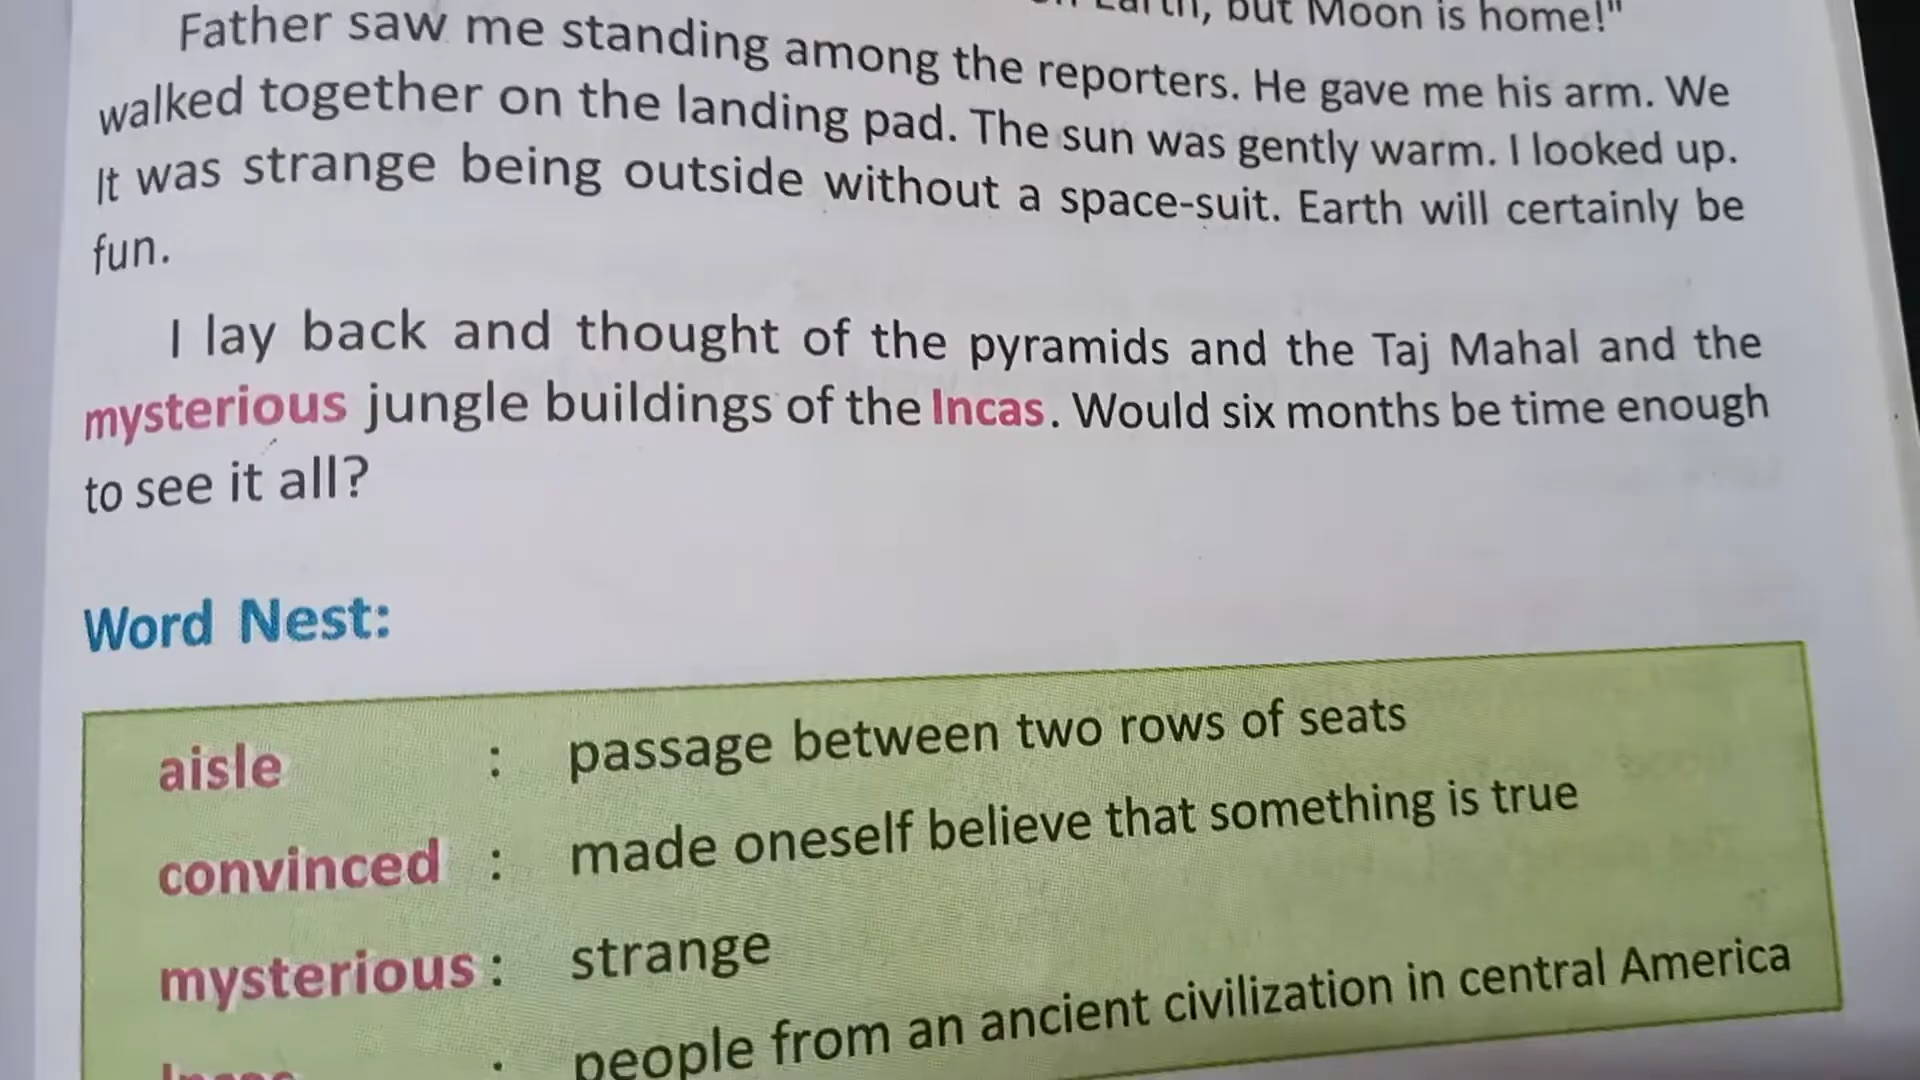 Earth, but Moon is home!"
Father saw me standing among the reporters. He gave me his arm. We
walked together on the landing pad. The sun was gently warm. I looked up.
It was strange being outside without a space-suit. Earth will certainly be
fun.
I lay back and thought of the pyramids and the Taj Mahal and the
mysterious jungle buildings of the Incas. Would six months be time enough
to see it all?
Word Nest:
aisle : passage between two rows of seats
convinced : made oneself believe that something is true
mysterious : strange
Incas : people from an ancient civilization in central America